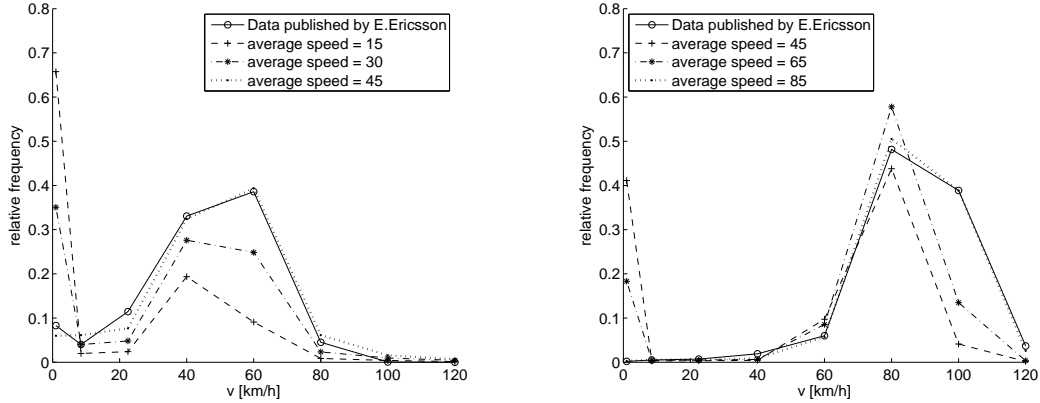 0.8
0.7
0.6
0.5
0.4
0.3
0.2
0.1
0
relative frequency
0 20 40 60 80 100 120
v [km/h]
Data published by E.Ericsson
average speed = 15
average speed = 30
average speed = 45
0.8
0.7
0.6
0.5
0.4
0.3
0.2
0.1
0
relative frequency
0 20 40 60 80 100 120
v [km/h]
Data published by E.Ericsson
average speed = 45
average speed = 65
average speed = 85